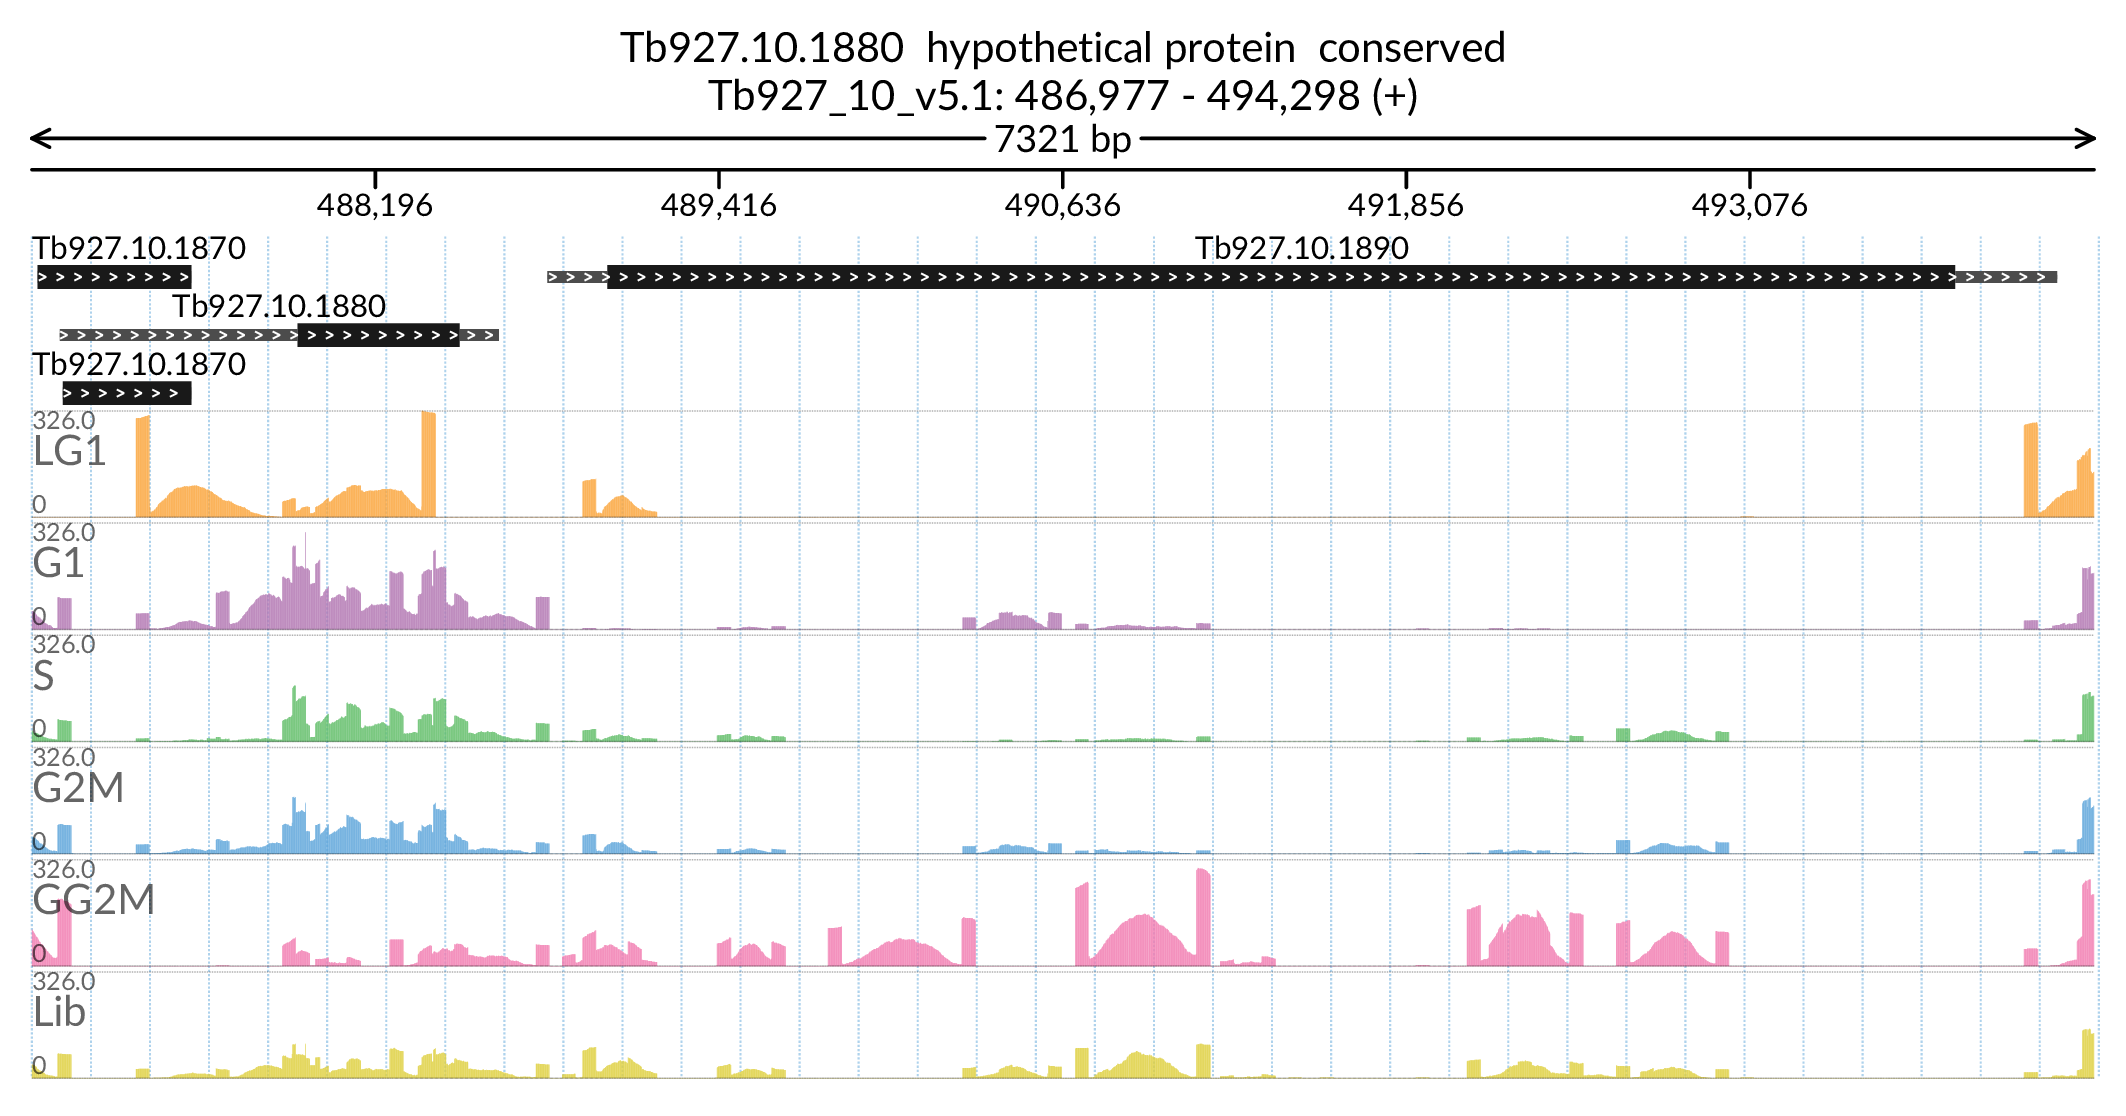 Tb927.10.1880  hypothetical protein  conserved
Tb927_10_v5.1: 486,977 - 494,298 (+)
7321 bp
488,196 489,416 490,636 491,856 493,076
Tb927.10.1870 Tb927.10.1890
Tb927.10.1880
Tb927.10.1870
326.0
LG1
0
326.0
G1
0
326.0
S
0
326.0
G2M
0
326.0
GG2M
0
326.0
Lib
0